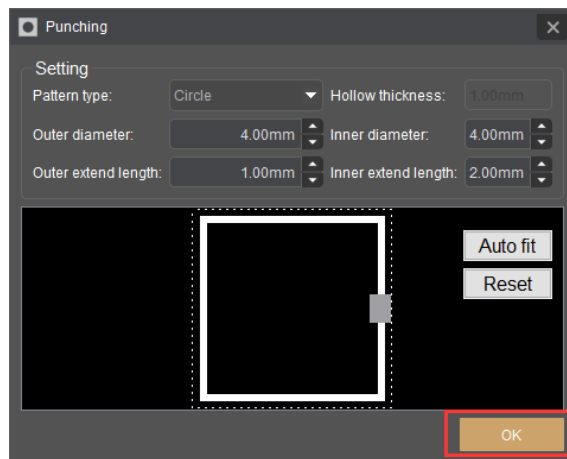 Punching
Setting
Pattern type: Circle Hollow thickness: 1.00mm
Outer diameter: 4.00mm Inner diameter: 4.00mm
Outer extend length: 1.00mm Inner extend length: 2.00mm
Auto fit
Reset
OK